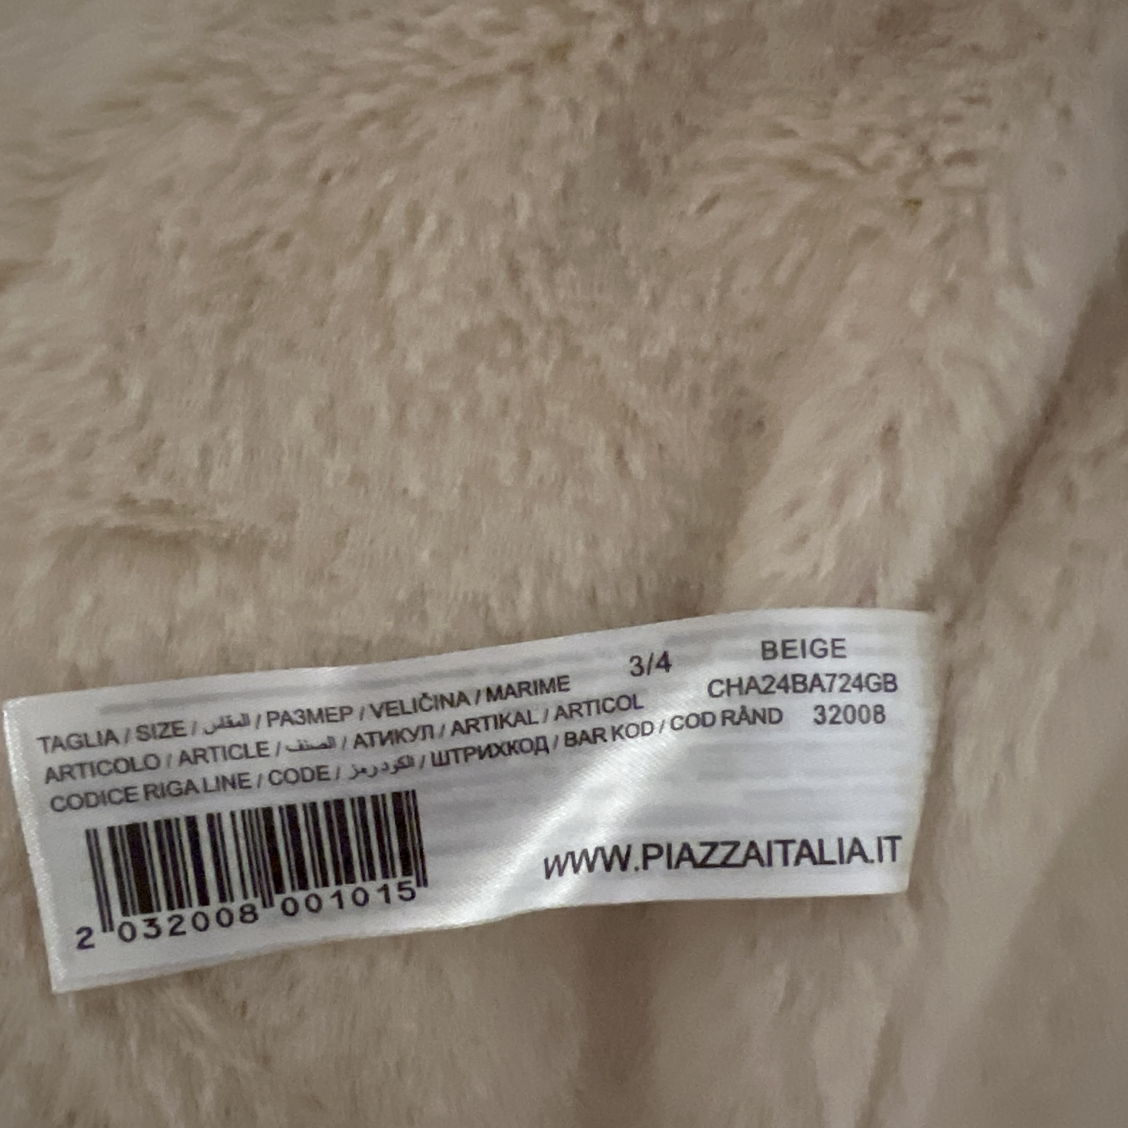 TAGLIA / SIZE / المقاس / РАЗМЕР / VELIČINA / MARIME 3/4 BEIGE
ARTICOLO / ARTICLE / الصنف / АТИКУЛ / ARTIKAL / ARTICOL CHA24BA724GB
CODICE RIGA LINE / CODE / الكود رمز / ШТРИХКОД / BAR KOD / COD RÂND 32008
WWW.PIAZZAITALIA.IT
2 032008 001015